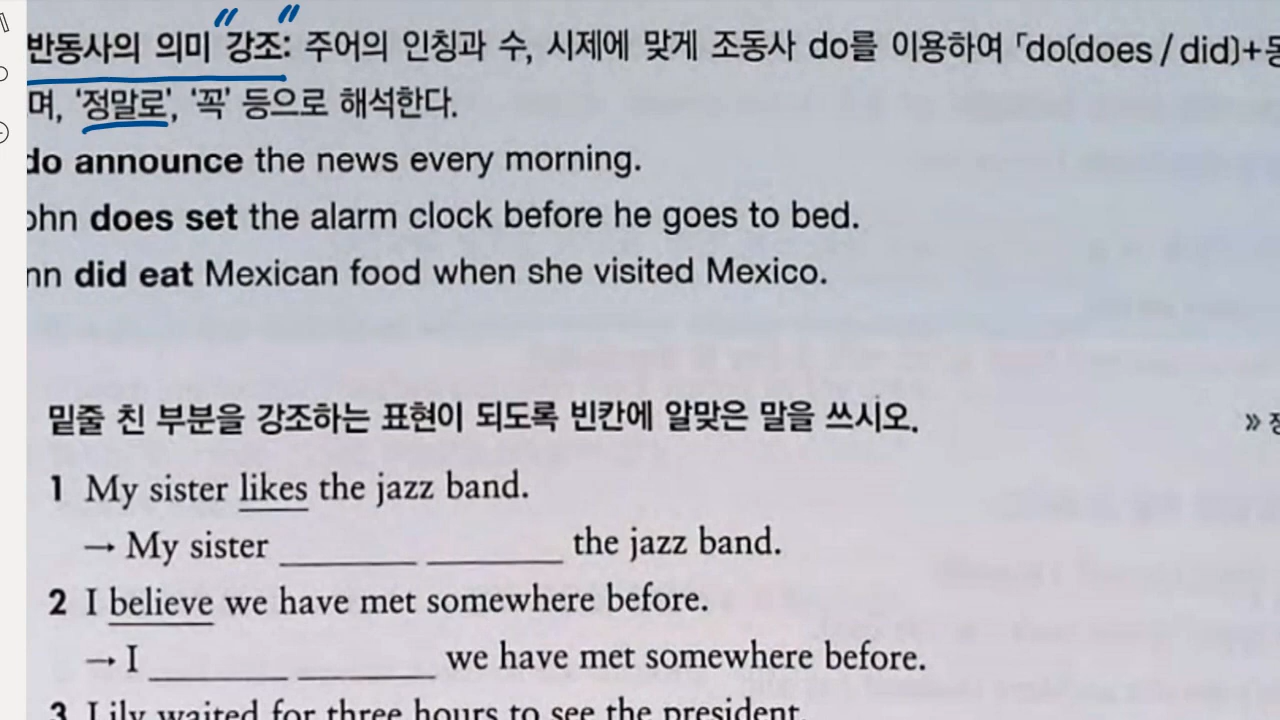 반동사의 의미 "강조": 주어의 인칭과 수, 시제에 맞게 조동사 do를 이용하여 「do(does / did)+
며, '정말로', '꼭' 등으로 해석한다.
do announce the news every morning.
ohn does set the alarm clock before he goes to bed.
nn did eat Mexican food when she visited Mexico.
밑줄 친 부분을 강조하는 표현이 되도록 빈칸에 알맞은 말을 쓰시오.
»
1 My sister likes the jazz band.
→ My sister ________ ________ the jazz band.
2 I believe we have met somewhere before.
→ I ________ ________ we have met somewhere before.
3 Lily waited for three hours to see the president.